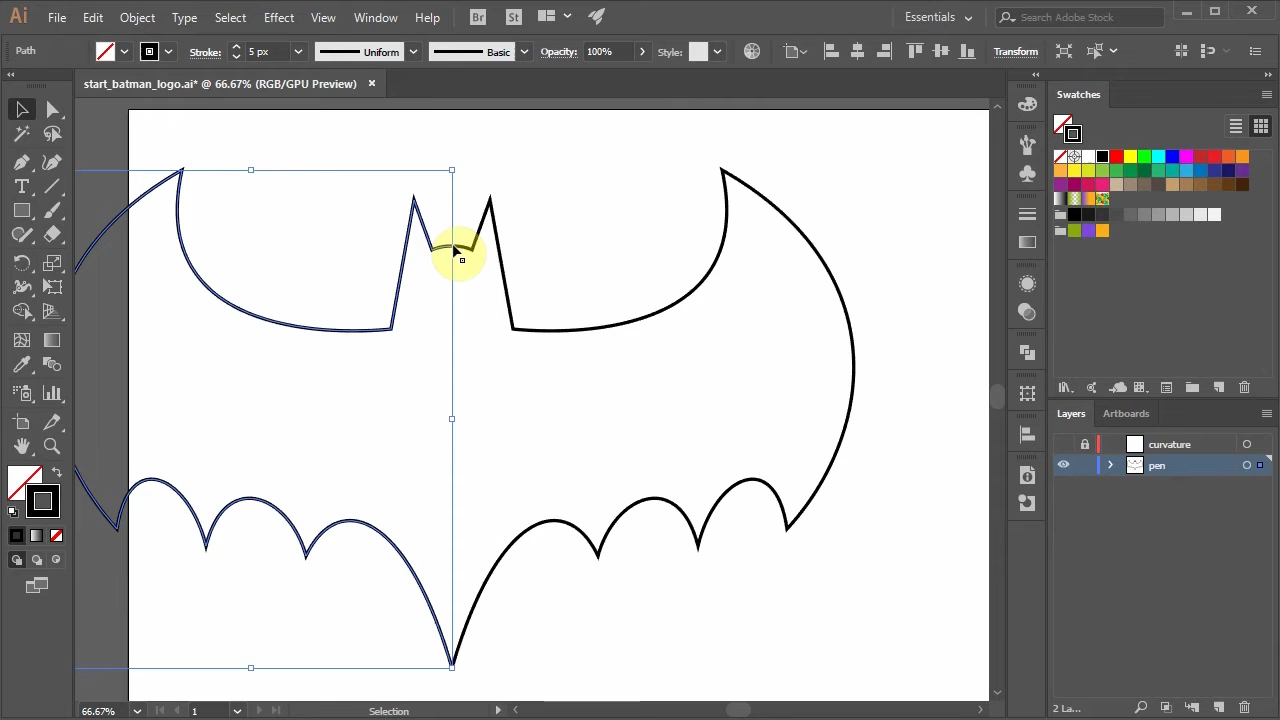 Ai File Edit Object Type Select Effect View Window Help Br St Essentials Search Adobe Stock
Path Stroke: 5 px Uniform Basic Opacity: 100% Style: Transform
start_batman_logo.ai* @ 66.67% (RGB/GPU Preview)
Swatches
Layers Artboards
curvature
pen
66.67% 1 Selection 2 La...